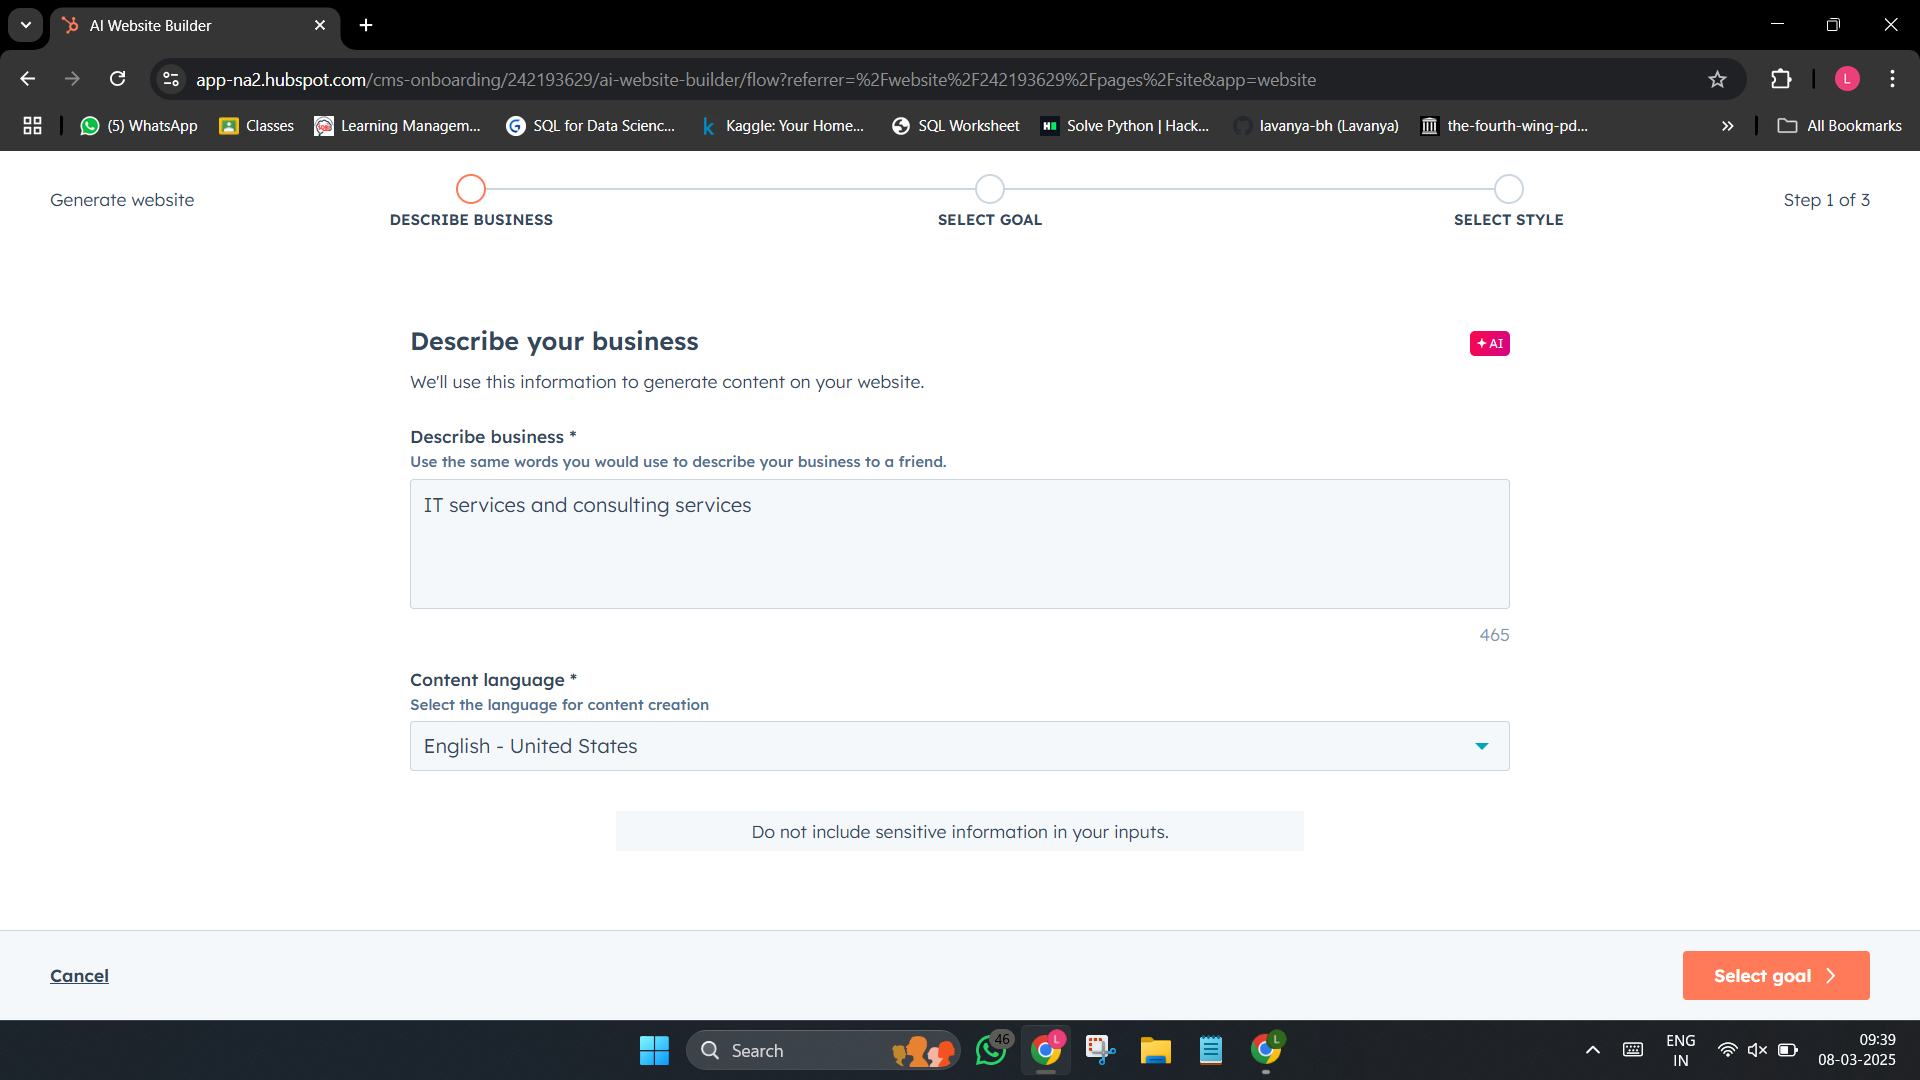 AI Website Builder
app-na2.hubspot.com/cms-onboarding/242193629/ai-website-builder/flow?referrer=%2Fwebsite%2F242193629%2Fpages%2Fsite&app=website
L
(5) WhatsApp
Classes
Learning Managem...
SQL for Data Scienc...
Kaggle: Your Home...
SQL Worksheet
Solve Python | Hack...
lavanya-bh (Lavanya)
the-fourth-wing-pd...
All Bookmarks
Generate website
DESCRIBE BUSINESS
SELECT GOAL
SELECT STYLE
Step 1 of 3
Describe your business
AI
We'll use this information to generate content on your website.
Describe business *
Use the same words you would use to describe your business to a friend.
IT services and consulting services
465
Content language *
Select the language for content creation
English - United States
Do not include sensitive information in your inputs.
Cancel
Select goal
Search
46
L
L
ENG
IN
09:39
08-03-2025